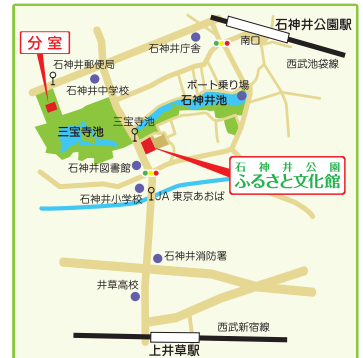 石神井公園駅
南口
西武池袋線
石神井庁舎
分室
石神井郵便局
石神井中学校
ボート乗り場
石神井池
三宝寺池
三宝寺池
石神井公園
ふるさと文化館
石神井図書館
石神井小学校
JA 東京あおば
石神井消防署
井草高校
西武新宿線
上井草駅